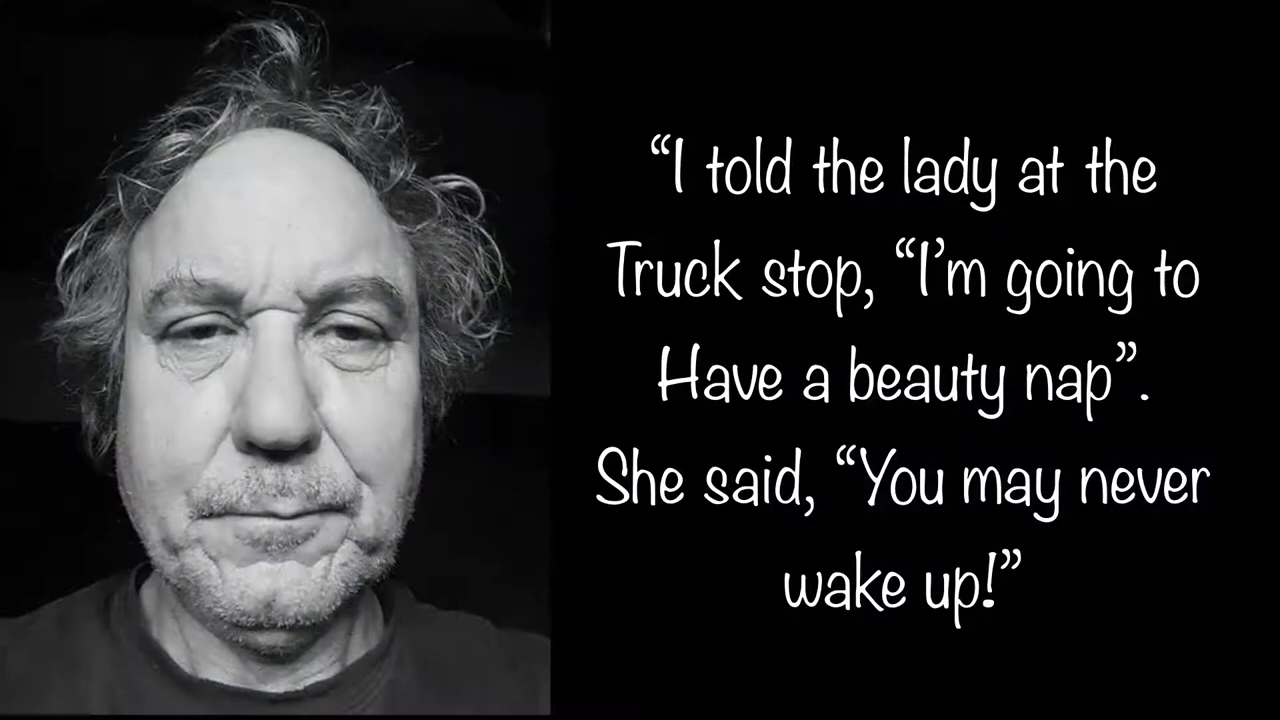 “I told the lady at the
Truck stop, “I’m going to
Have a beauty nap”.
She said, “You may never
wake up!”